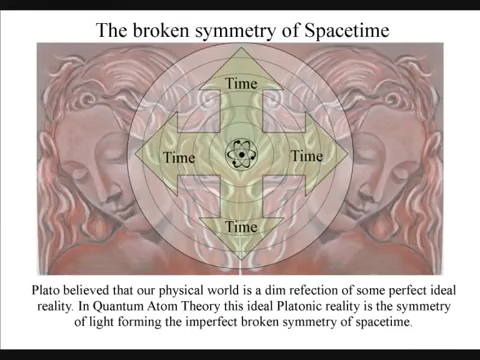 The broken symmetry of Spacetime
Time
Time
Time
Time
Plato believed that our physical world is a dim refection of some perfect ideal
reality. In Quantum Atom Theory this ideal Platonic reality is the symmetry
of light forming the imperfect broken symmetry of spacetime.